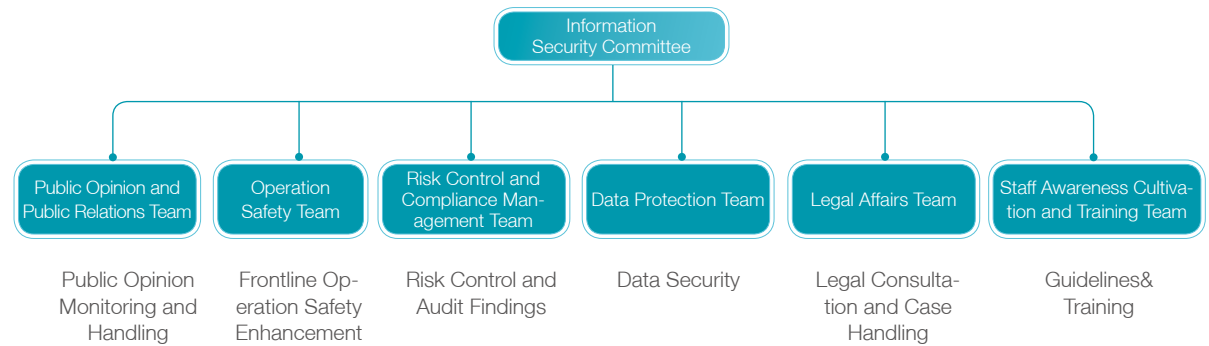 Information
Security Committee
Public Opinion and
Public Relations Team
Operation
Safety Team
Risk Control and
Compliance Man-
agement Team
Data Protection Team
Legal Affairs Team
Staff Awareness Cultiva-
tion and Training Team
Public Opinion
Monitoring and
Handling
Frontline Op-
eration Safety
Enhancement
Risk Control and
Audit Findings
Data Security
Legal Consulta-
tion and Case
Handling
Guidelines&
Training